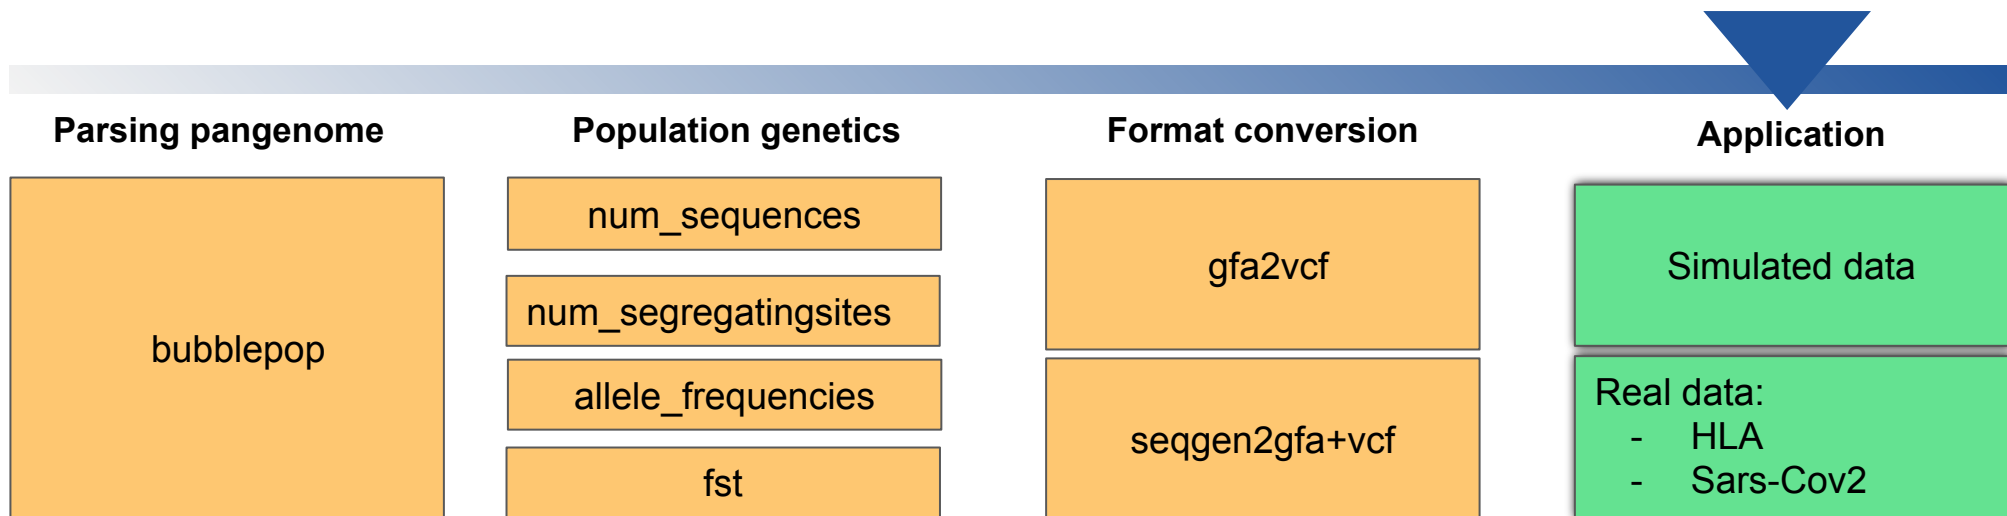 Parsing pangenome
bubblepop
Population genetics
num_sequences
num_segregatingsites
allele_frequencies
fst
Format conversion
gfa2vcf
seqgen2gfa+vcf
Application
Simulated data
Real data:
- HLA
- Sars-Cov2